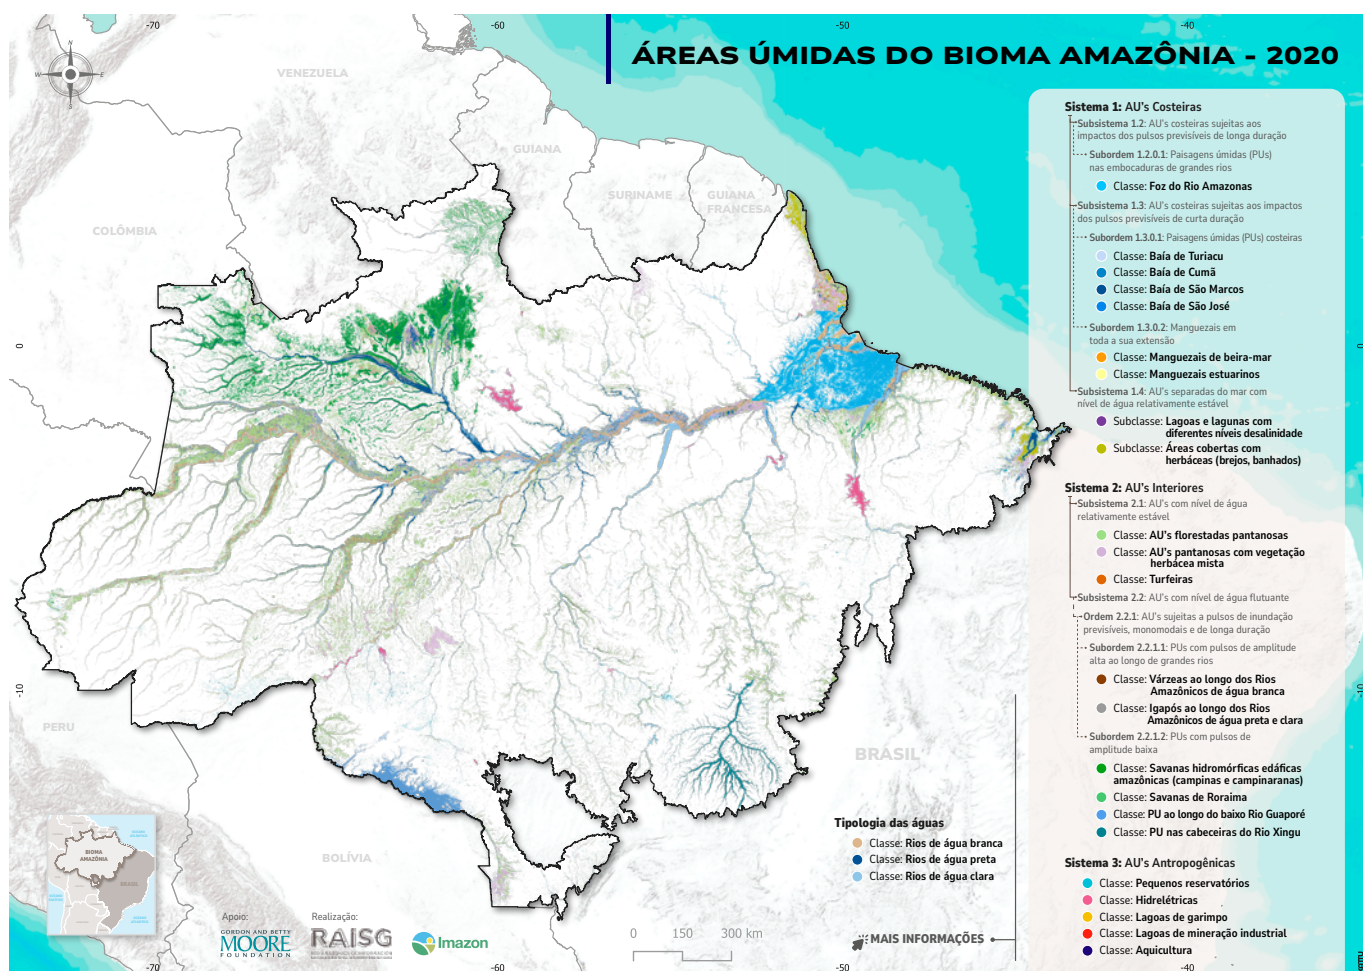 ÁREAS ÚMIDAS DO BIOMA AMAZÔNIA - 2020
-70
-60
-50
-40
N
W
E
S
VENEZUELA
GUIANA
SURINAME
GUIANA
FRANCESA
COLÔMBIA
0
0
-10
-10
PERU
BOLÍVIA
BRASIL
Sistema 1: AU's Costeiras
Subsistema 1.2: AU's costeiras sujeitas aos
impactos dos pulsos previsíveis de longa duração
Subordem 1.2.0.1: Paisagens úmidas (PUs)
nas embocaduras de grandes rios
Classe: Foz do Rio Amazonas
Subsistema 1.3: AU's costeiras sujeitas aos impactos
dos pulsos previsíveis de curta duração
Subordem 1.3.0.1: Paisagens úmidas (PUs) costeiras
Classe: Baía de Turiacu
Classe: Baía de Cumã
Classe: Baía de São Marcos
Classe: Baía de São José
Subordem 1.3.0.2: Manguezais em
toda a sua extensão
Classe: Manguezais de beira-mar
Classe: Manguezais estuarinos
Subsistema 1.4: AU's separadas do mar com
nível de água relativamente estável
Subclasse: Lagoas e lagunas com
diferentes níveis desalinidade
Subclasse: Áreas cobertas com
herbáceas (brejos, banhados)
Sistema 2: AU's Interiores
Subsistema 2.1: AU's com nível de água
relativamente estável
Classe: AU's florestadas pantanosas
Classe: AU's pantanosas com vegetação
herbácea mista
Classe: Turfeiras
Subsistema 2.2: AU's com nível de água flutuante
Ordem 2.2.1: AU's sujeitas a pulsos de inundação
previsíveis, monomodais e de longa duração
Subordem 2.2.1.1: PUs com pulsos de amplitude
alta ao longo de grandes rios
Classe: Várzeas ao longo dos Rios
Amazônicos de água branca
Classe: Igapós ao longo dos Rios
Amazônicos de água preta e clara
Subordem 2.2.1.2: PUs com pulsos de
amplitude baixa
Classe: Savanas hidromórficas edáficas
amazônicas (campinas e campinaranas)
Classe: Savanas de Roraima
Classe: PU ao longo do baixo Rio Guaporé
Classe: PU nas cabeceiras do Rio Xingu
Sistema 3: AU's Antropogênicas
Classe: Pequenos reservatórios
Classe: Hidrelétricas
Classe: Lagoas de garimpo
Classe: Lagoas de mineração industrial
Classe: Aquicultura
Tipologia das águas
Classe: Rios de água branca
Classe: Rios de água preta
Classe: Rios de água clara
BIOMA
AMAZÔNIA
BRASIL
Apoio:
GORDON AND BETTY
MOORE
FOUNDATION
Realização:
RAISG
Imazon
0 150 300 km
MAIS INFORMAÇÕES
-70
-60
-50
-40